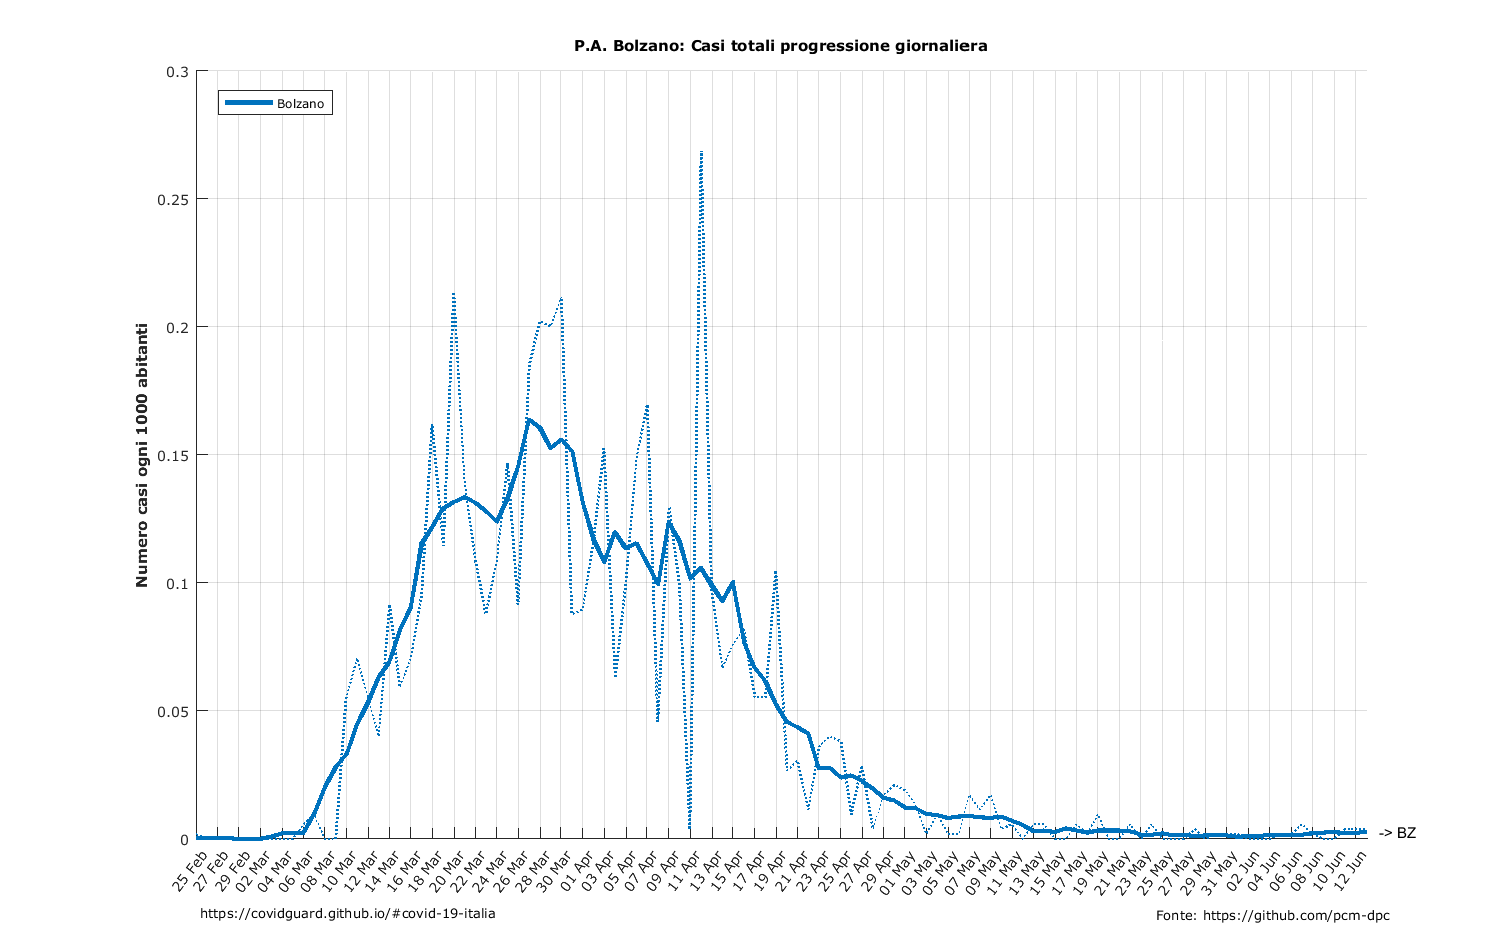 P.A. Bolzano: Casi totali progressione giornaliera
Bolzano
Numero casi ogni 1000 abitanti
0.3
0.25
0.2
0.15
0.1
0.05
0
-> BZ
25 Feb
27 Feb
29 Feb
02 Mar
04 Mar
06 Mar
08 Mar
10 Mar
12 Mar
14 Mar
16 Mar
18 Mar
20 Mar
22 Mar
24 Mar
26 Mar
28 Mar
30 Mar
01 Apr
03 Apr
05 Apr
07 Apr
09 Apr
11 Apr
13 Apr
15 Apr
17 Apr
19 Apr
21 Apr
23 Apr
25 Apr
27 Apr
29 Apr
01 May
03 May
05 May
07 May
09 May
11 May
13 May
15 May
17 May
19 May
21 May
23 May
25 May
27 May
29 May
31 May
02 Jun
04 Jun
06 Jun
08 Jun
10 Jun
12 Jun
https://covidguard.github.io/#covid-19-italia
Fonte: https://github.com/pcm-dpc